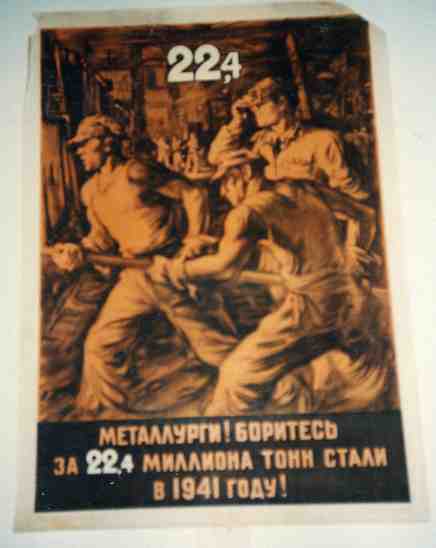 22,4
МЕТАЛЛУРГИ! БОРИТЕСЬ
ЗА 22,4 МИЛЛИОНА ТОНН СТАЛИ
В 1941 ГОДУ!